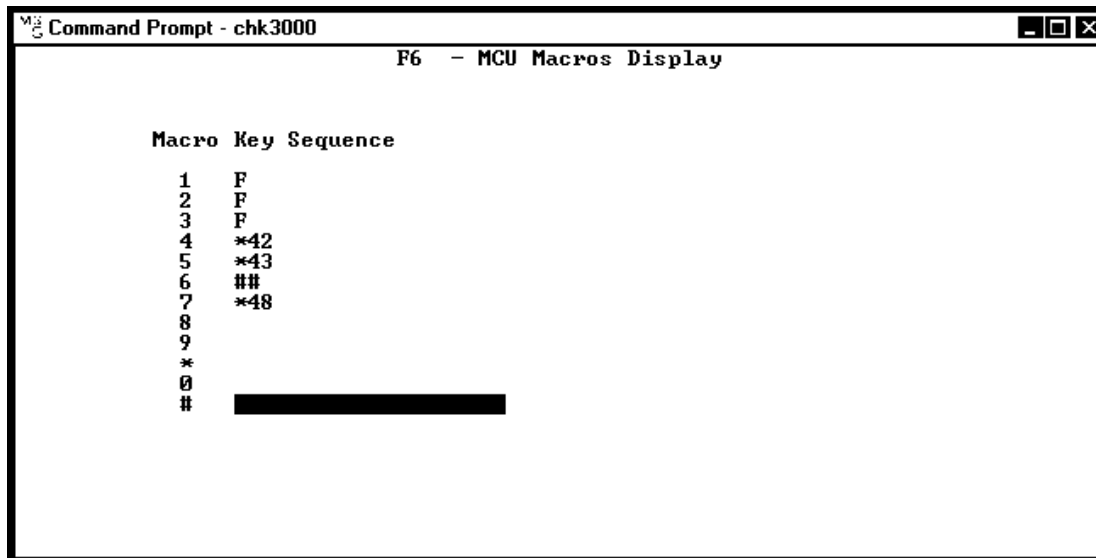 Command Prompt - chk3000
F6 - MCU Macros Display
Macro Key Sequence
1 F
2 F
3 F
4 *42
5 *43
6 ##
7 *48
8
9
*
0
#